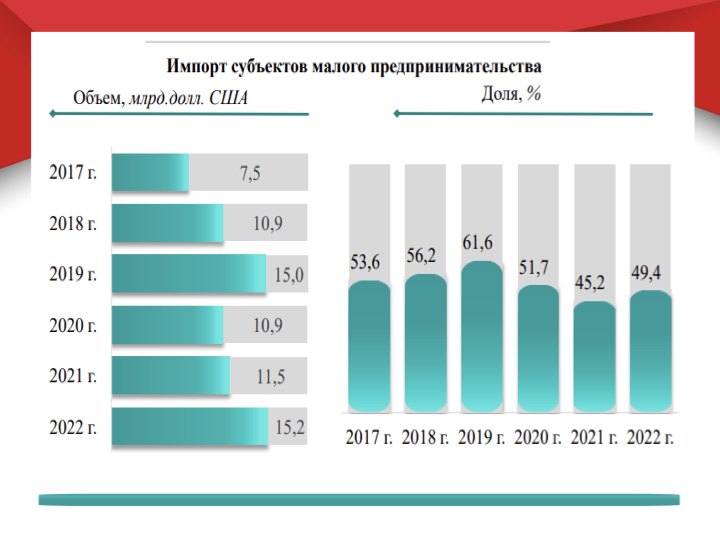 Импорт субъектов малого предпринимательства
Объем, млрд.долл. США
2017 г. 7,5
2018 г. 10,9
2019 г. 15,0
2020 г. 10,9
2021 г. 11,5
2022 г. 15,2
Доля, %
53,6 56,2 61,6 51,7 45,2 49,4
2017 г. 2018 г. 2019 г. 2020 г. 2021 г. 2022 г.